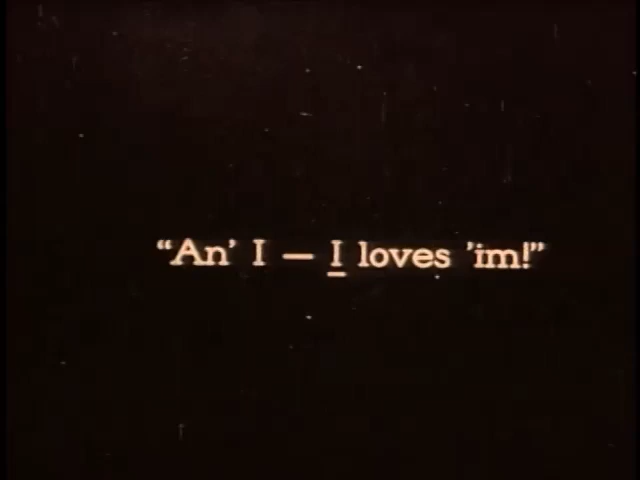 “An’ I — I loves ’im!”